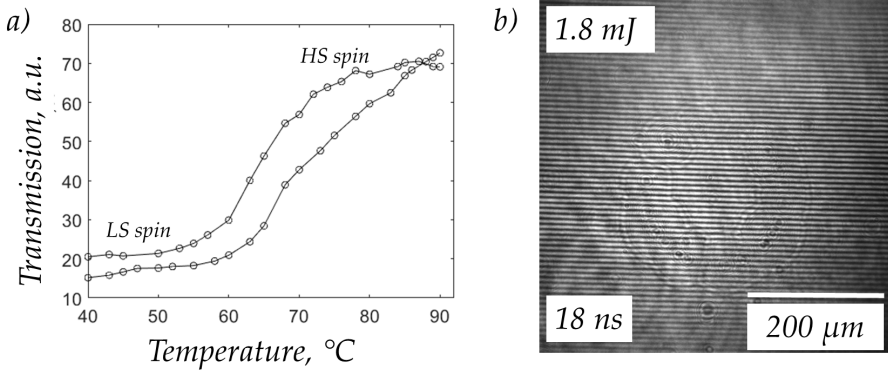 a)
80
70
60
50
40
30
20
10
Transmission, a.u.
HS spin
LS spin
40
50
60
70
80
90
Temperature, °C
b)
1.8 mJ
18 ns
200 µm